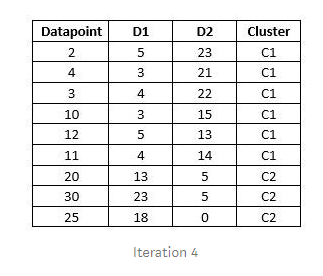 Datapoint D1 D2 Cluster
2 5 23 C1
4 3 21 C1
3 4 22 C1
10 3 15 C1
12 5 13 C1
11 4 14 C1
20 13 5 C2
30 23 5 C2
25 18 0 C2
Iteration 4